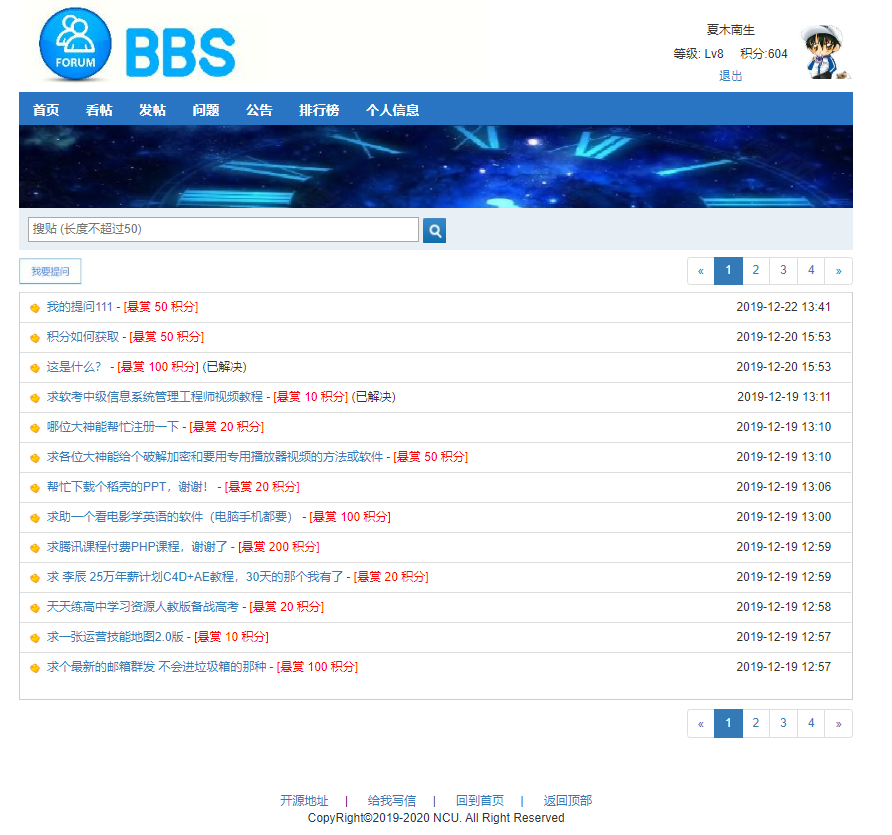 FORUM
BBS
夏木南生
等级: Lv8 积分:604
退出
首页 看帖 发帖 问题 公告 排行榜 个人信息
搜贴 (长度不超过50)
我要提问 « 1 2 3 4 »
我的提问111 - [悬赏 50 积分] 2019-12-22 13:41
积分如何获取 - [悬赏 50 积分] 2019-12-20 15:53
这是什么？ - [悬赏 100 积分] (已解决) 2019-12-20 15:53
求软考中级信息系统管理工程师视频教程 - [悬赏 10 积分] (已解决) 2019-12-19 13:11
哪位大神能帮忙注册一下 - [悬赏 20 积分] 2019-12-19 13:10
求各位大神能给个破解加密和要用专用播放器视频的方法或软件 - [悬赏 50 积分] 2019-12-19 13:10
帮忙下载个稻壳的PPT，谢谢！ - [悬赏 20 积分] 2019-12-19 13:06
求助一个看电影学英语的软件（电脑手机都要） - [悬赏 100 积分] 2019-12-19 13:00
求腾讯课程付费PHP课程，谢谢了 - [悬赏 200 积分] 2019-12-19 12:59
求 李辰 25万年薪计划C4D+AE教程，30天的那个我有了 - [悬赏 20 积分] 2019-12-19 12:59
天天练高中学习资源人教版备战高考 - [悬赏 20 积分] 2019-12-19 12:58
求一张运营技能地图2.0版 - [悬赏 10 积分] 2019-12-19 12:57
求个最新的邮箱群发 不会进垃圾箱的那种 - [悬赏 100 积分] 2019-12-19 12:57
« 1 2 3 4 »
开源地址 | 给我写信 | 回到首页 | 返回顶部
CopyRight©2019-2020 NCU. All Right Reserved